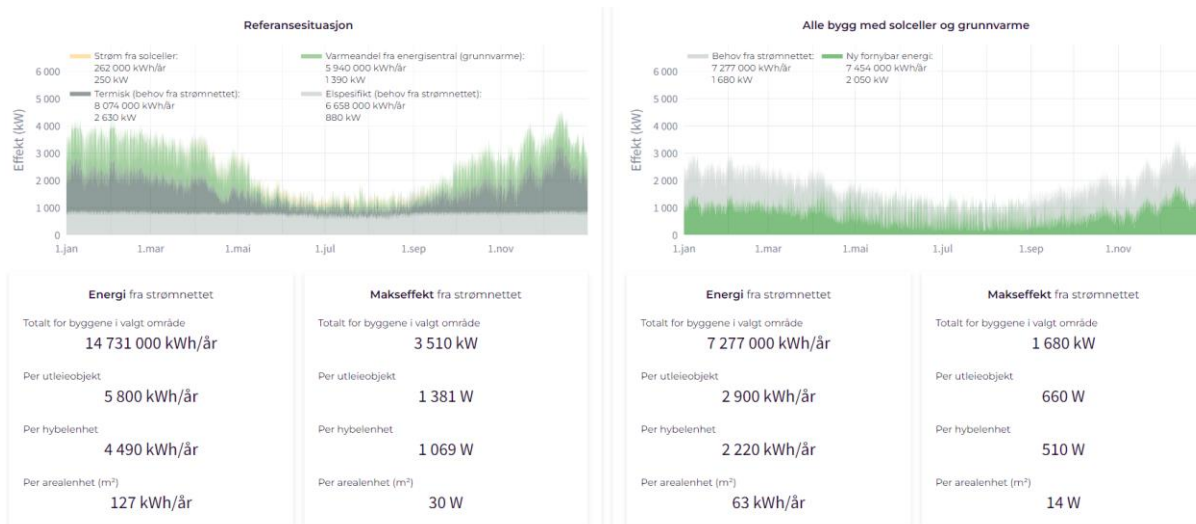 Referansesituasjon
Strøm fra solceller:
262 000 kWh/år
250 kW
Varmeandel fra energisentral (grunnvarme):
5 940 000 kWh/år
1 390 kW
Termisk (behov fra strømnettet):
8 074 000 kWh/år
2 630 kW
Elspesifikt (behov fra strømnettet):
6 658 000 kWh/år
880 kW
Effekt (kW)
6 000
5 000
4 000
3 000
2 000
1 000
0
1.jan
1.mar
1.mai
1.jul
1.sep
1.nov
Energi fra strømnettet
Totalt for byggene i valgt område
14 731 000 kWh/år
Per utleieobjekt
5 800 kWh/år
Per hybelenhet
4 490 kWh/år
Per arealenhet (m²)
127 kWh/år
Makseffekt fra strømnettet
Totalt for byggene i valgt område
3 510 kW
Per utleieobjekt
1 381 W
Per hybelenhet
1 069 W
Per arealenhet (m²)
30 W
Alle bygg med solceller og grunnvarme
Behov fra strømnettet:
7 277 000 kWh/år
1 680 kW
Ny fornybar energi:
7 454 000 kWh/år
2 050 kW
Effekt (kW)
6 000
5 000
4 000
3 000
2 000
1 000
0
1.jan
1.mar
1.mai
1.jul
1.sep
1.nov
Energi fra strømnettet
Totalt for byggene i valgt område
7 277 000 kWh/år
Per utleieobjekt
2 900 kWh/år
Per hybelenhet
2 220 kWh/år
Per arealenhet (m²)
63 kWh/år
Makseffekt fra strømnettet
Totalt for byggene i valgt område
1 680 kW
Per utleieobjekt
660 W
Per hybelenhet
510 W
Per arealenhet (m²)
14 W